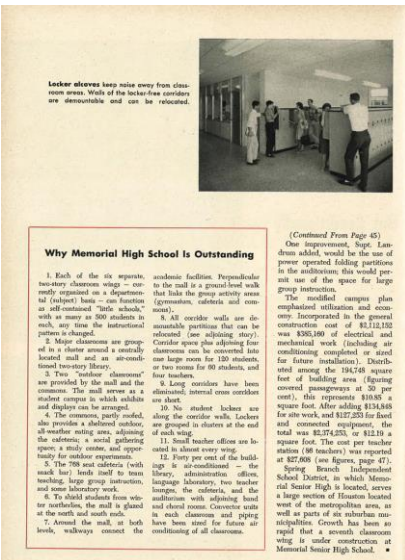 Locker alcoves keep noise away from class-
room areas. Walls of the locker-free corridors
are demountable and can be relocated.
Why Memorial High School Is Outstanding
1. Each of the six separate,
two-story classroom wings — cur-
rently organized on a departmen-
tal (subject) basis — can function
as self-contained "little schools,"
with as many as 500 students in
each, any time the instructional
pattern is changed.
2. Major classrooms are group-
ed in a cluster around a centrally
located mall and an air-condi-
tioned two-story library.
3. Two "outdoor classrooms"
are provided by the mall and the
commons. The mall serves as a
student campus in which exhibits
and displays can be arranged.
4. The commons, partly roofed,
also provides a sheltered outdoor,
all-weather eating area, adjoining
the cafeteria; a social gathering
space; a study center, and oppor-
tunity for outdoor experiments.
5. The 768 seat cafeteria (with
snack bar) lends itself to team
teaching, large group instruction,
and some laboratory work.
6. To shield students from win-
ter northerlies, the mall is glazed
at the north and south ends.
7. Around the mall, at both
levels, walkways connect the
academic facilities. Perpendicular
to the mall is a ground-level walk
that links the group activity areas
(gymnasium, cafeteria and com-
mons).
8. All corridor walls are de-
mountable partitions that can be
relocated (see adjoining story).
Corridor space plus adjoining four
classrooms can be converted into
one large room for 120 students,
or two rooms for 60 students, and
four teachers.
9. Long corridors have been
eliminated; internal cross corridors
are short.
10. No student lockers are
along the corridor walls. Lockers
are grouped in clusters at the end
of each wing.
11. Small teacher offices are lo-
cated in almost every wing.
12. Forty per cent of the build-
ings is air-conditioned — the
library, administration offices,
language laboratory, two teacher
lounges, the cafeteria, and the
auditorium with adjoining band
and choral rooms. Convertor units
in each classroom and piping
have been sized for future air
conditioning of all classrooms.
(Continued From Page 45)
One improvement, Supt. Lan-
drum added, would be the use of
power operated folding partitions
in the auditorium; this would per-
mit use of the space for large
group instruction.
The modified campus plan
emphasized utilization and econ-
omy. Incorporated in the general
construction cost of $2,112,152
was $385,160 of electrical and
mechanical work (including air
conditioning completed or sized
for future installation). Distrib-
uted among the 194,748 square
feet of building area (figuring
covered passageways at 50 per
cent), this represents $10.85 a
square foot. After adding $134,848
for site work, and $127,253 for fixed
and connected equipment, the
total was $2,374,253, or $12.19 a
square foot. The cost per teacher
station (86 teachers) was reported
at $27,608 (see figures, page 47).
Spring Branch Independent
School District, in which Memo-
rial Senior High is located, serves
a large section of Houston located
west of the metropolitan area, as
well as parts of six suburban mu-
nicipalities. Growth has been so
rapid that a seventh classroom
wing is under construction at
Memorial Senior High School.